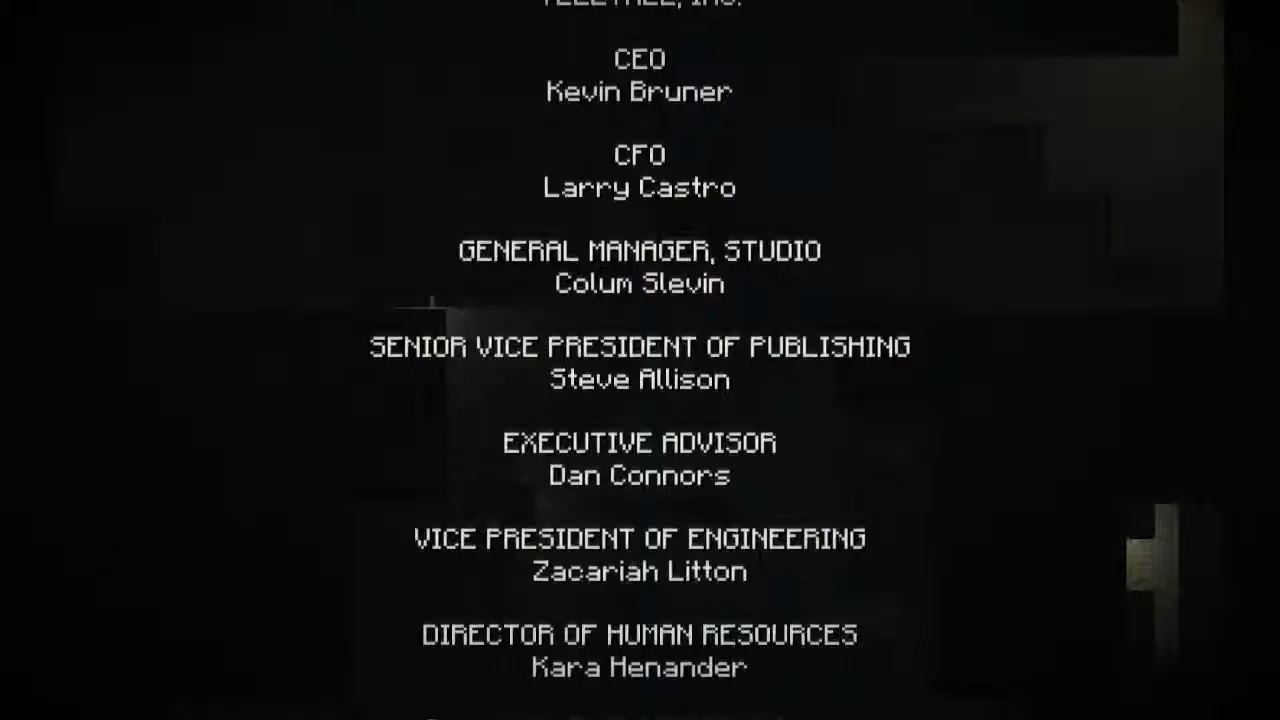 CEO
Kevin Bruner
CFO
Larry Castro
GENERAL MANAGER, STUDIO
Colum Slevin
SENIOR VICE PRESIDENT OF PUBLISHING
Steve Allison
EXECUTIVE ADVISOR
Dan Connors
VICE PRESIDENT OF ENGINEERING
Zacariah Litton
DIRECTOR OF HUMAN RESOURCES
Kara Henander